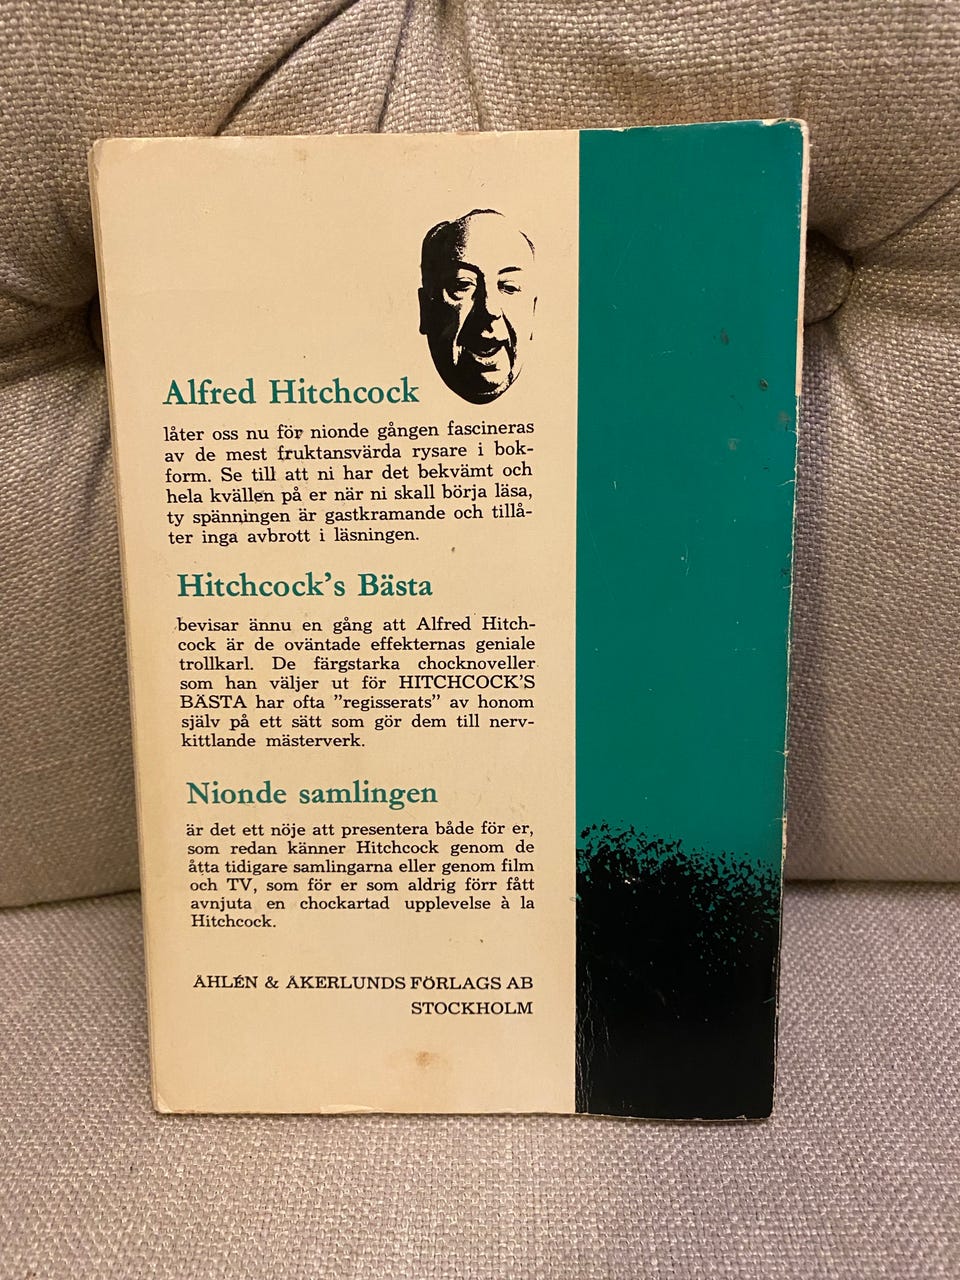 Alfred Hitchcock
låter oss nu för nionde gången fascineras
av de mest fruktansvärda rysare i bok-
form. Se till att ni har det bekvämt och
hela kvällen på er när ni skall börja läsa,
ty spänningen är gastkramande och tillå-
ter inga avbrott i läsningen.
Hitchcock's Bästa
bevisar ännu en gång att Alfred Hitch-
cock är de oväntade effekternas geniale
trollkarl. De färgstarka chocknoveller
som han väljer ut för HITCHCOCK'S
BÄSTA har ofta "regisserats" av honom
själv på ett sätt som gör dem till nerv-
kittlande mästerverk.
Nionde samlingen
är det ett nöje att presentera både för er,
som redan känner Hitchcock genom de
åtta tidigare samlingarna eller genom film
och TV, som för er som aldrig förr fått
avnjuta en chockartad upplevelse à la
Hitchcock.
ÅHLÉN & ÅKERLUNDS FÖRLAGS AB
STOCKHOLM